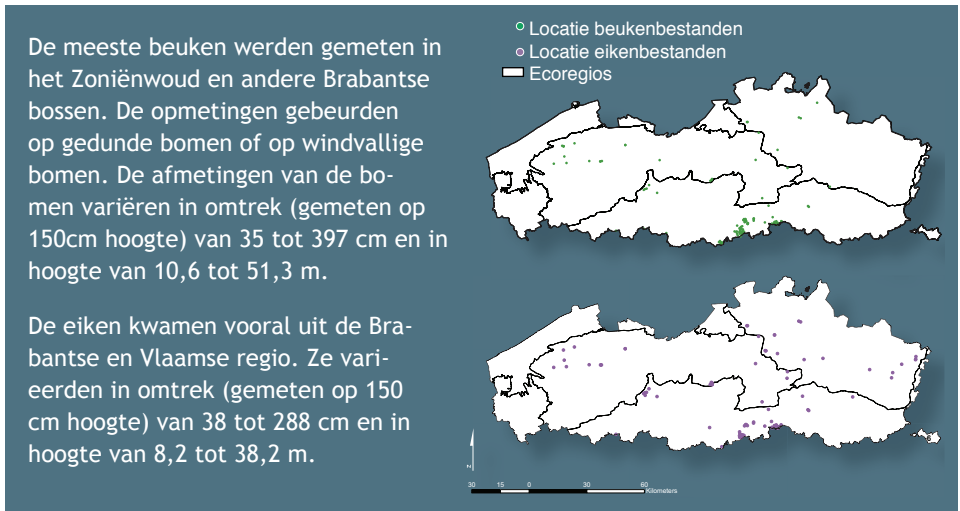 De meeste beuken werden gemeten in
het Zoniënwoud en andere Brabantse
bossen. De opmetingen gebeurden
op gedunde bomen of op windvallige
bomen. De afmetingen van de bo-
men variëren in omtrek (gemeten op
150cm hoogte) van 35 tot 397 cm en in
hoogte van 10,6 tot 51,3 m.
De eiken kwamen vooral uit de Bra-
bantse en Vlaamse regio. Ze vari-
eerden in omtrek (gemeten op 150
cm hoogte) van 38 tot 288 cm en in
hoogte van 8,2 tot 38,2 m.
Locatie beukenbestanden
Locatie eikenbestanden
Ecoregios
N
30 15 0 30 60
Kilometers